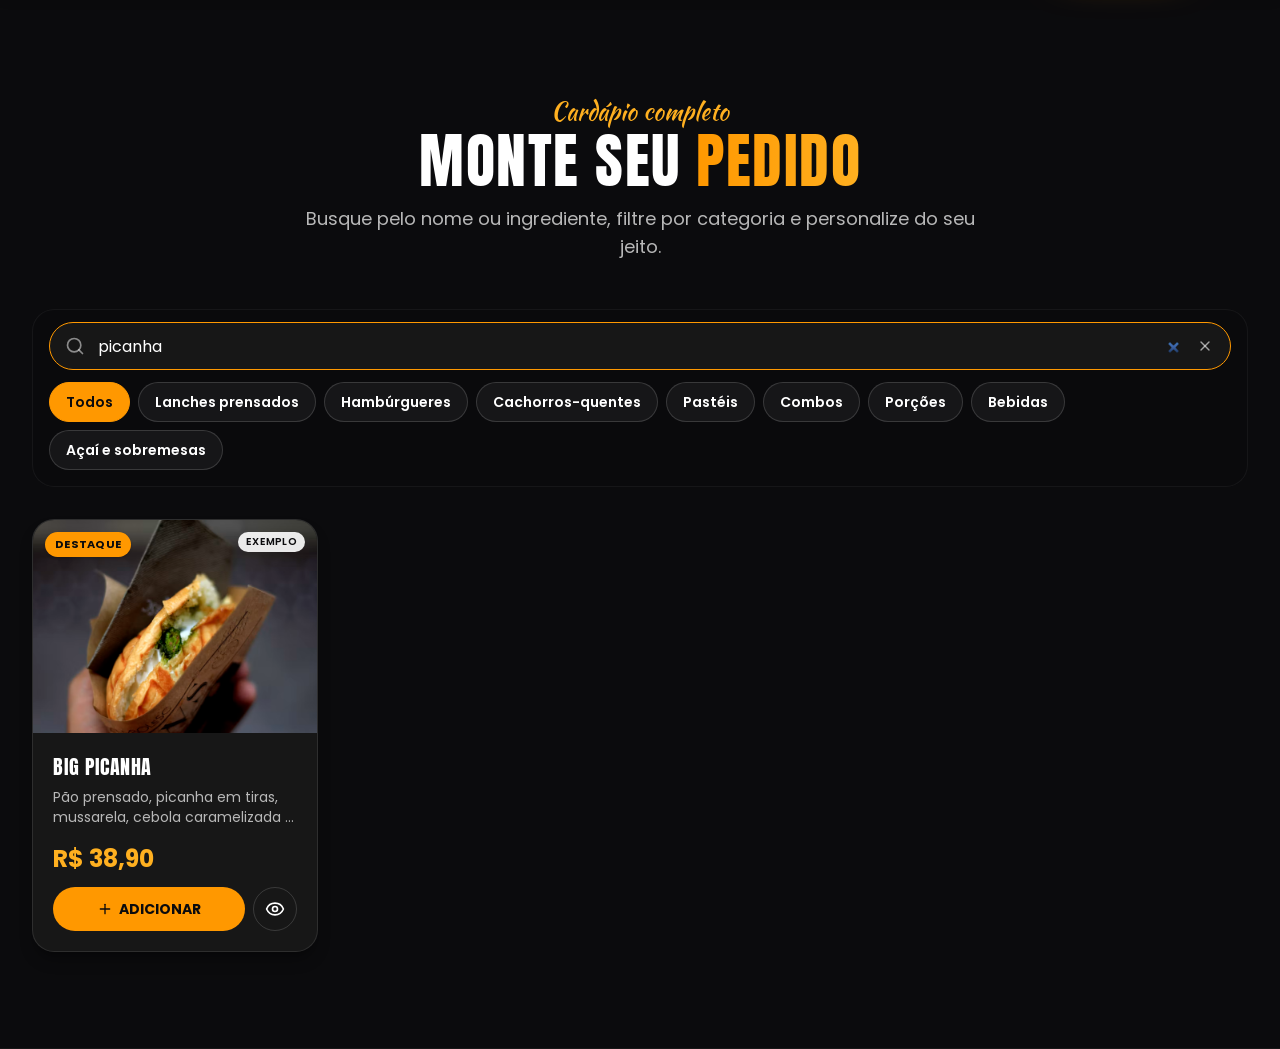 Cardápio completo
MONTE SEU PEDIDO
Busque pelo nome ou ingrediente, filtre por categoria e personalize do seu
jeito.
picanha
Todos
Lanches prensados
Hambúrgueres
Cachorros-quentes
Pastéis
Combos
Porções
Bebidas
Açaí e sobremesas
DESTAQUE
EXEMPLO
BIG PICANHA
Pão prensado, picanha em tiras,
mussarela, cebola caramelizada ...
R$ 38,90
ADICIONAR